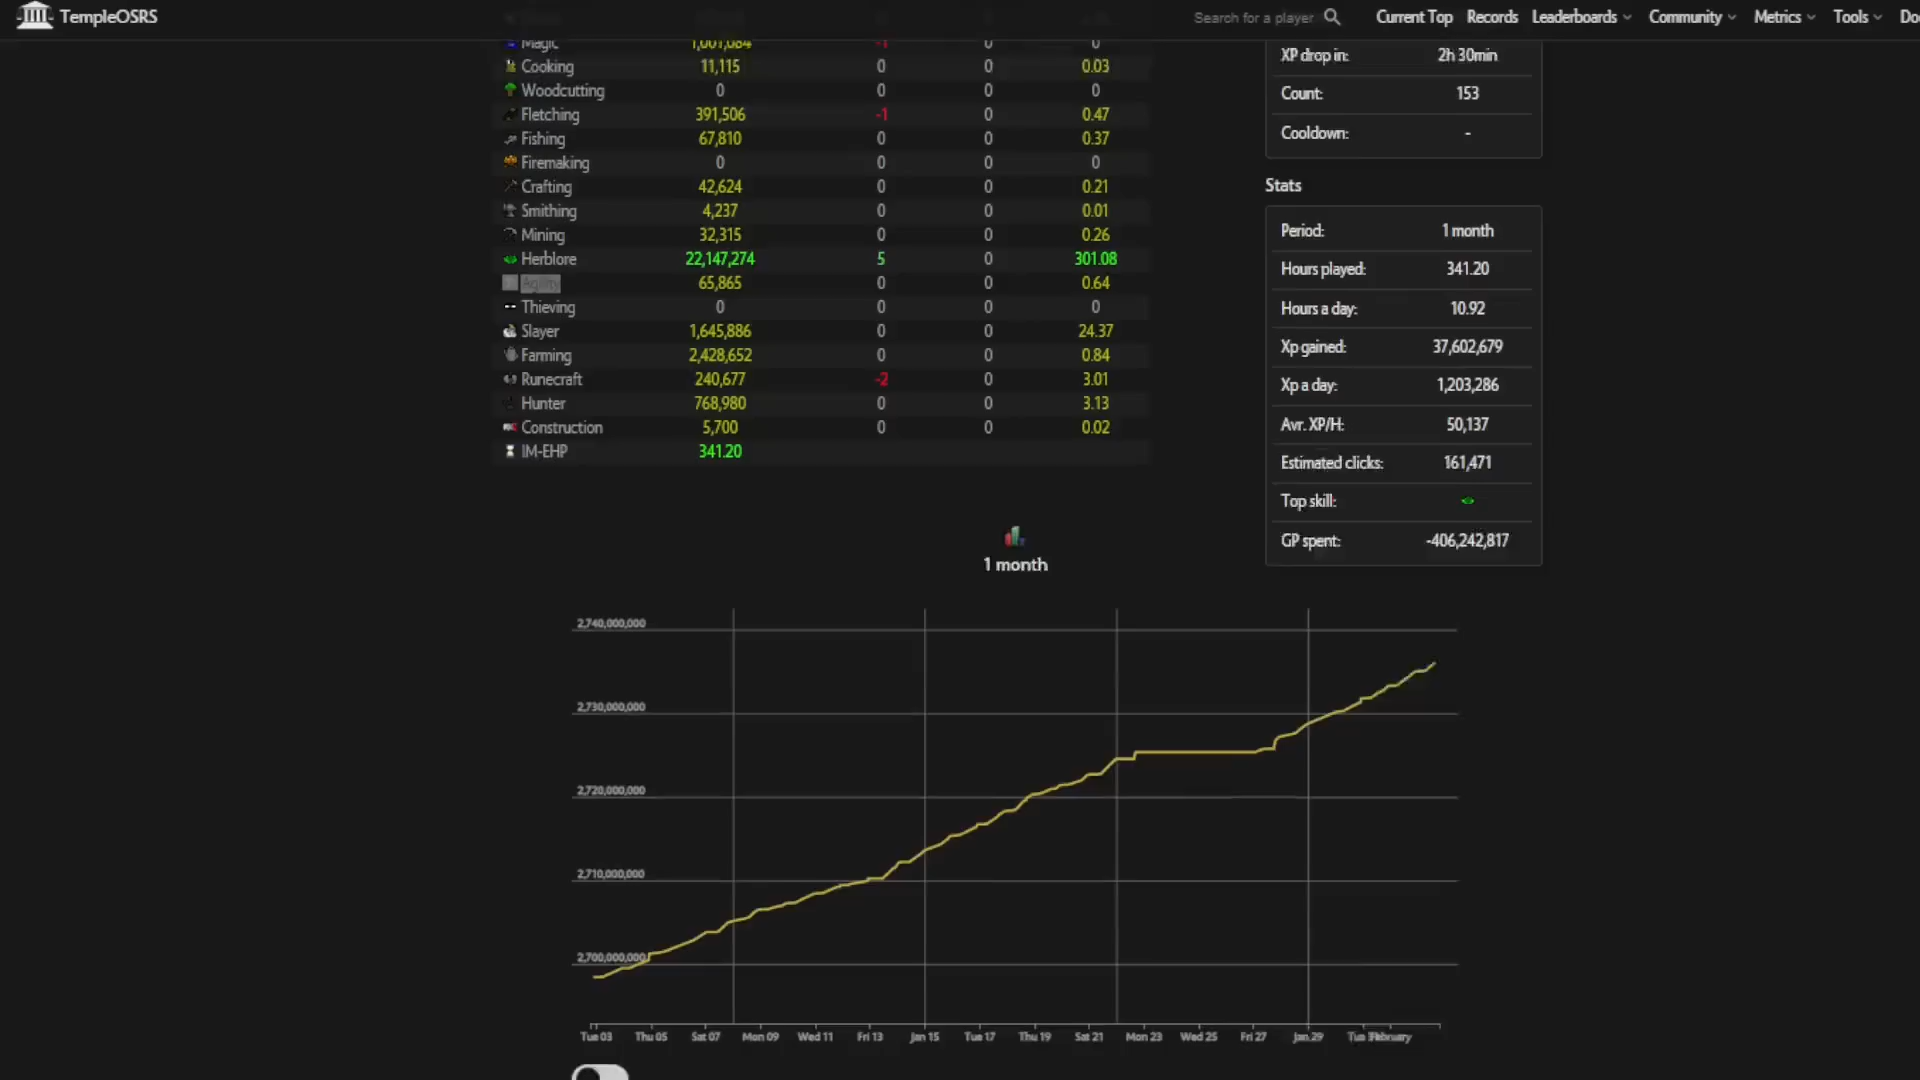 TempleOSRS
Search for a player
Current Top
Records
Leaderboards
Community
Metrics
Tools
Magic 1,001,084 -1 0 0
Cooking 11,115 0 0 0.03
Woodcutting 0 0 0 0
Fletching 391,506 -1 0 0.47
Fishing 67,810 0 0 0.37
Firemaking 0 0 0 0
Crafting 42,624 0 0 0.21
Smithing 4,237 0 0 0.01
Mining 32,315 0 0 0.26
Herblore 22,147,274 5 0 301.08
Agility 65,865 0 0 0.64
Thieving 0 0 0 0
Slayer 1,645,886 0 0 24.37
Farming 2,428,652 0 0 0.84
Runecraft 240,677 -2 0 3.01
Hunter 768,980 0 0 3.13
Construction 5,700 0 0 0.02
IM-EHP 341.20
XP drop in: 2h 30min
Count: 153
Cooldown: -
Stats
Period: 1 month
Hours played: 341.20
Hours a day: 10.92
Xp gained: 37,602,679
Xp a day: 1,203,286
Avr. XP/H: 50,137
Estimated clicks: 161,471
Top skill:
GP spent: -406,242,817
1 month
2,740,000,000
2,730,000,000
2,720,000,000
2,710,000,000
2,700,000,000
Tue 03 Thu 05 Sat 07 Mon 09 Wed 11 Fri 13 Jan 15 Tue 17 Thu 19 Sat 21 Mon 23 Wed 25 Fri 27 Jan 29 Tue February